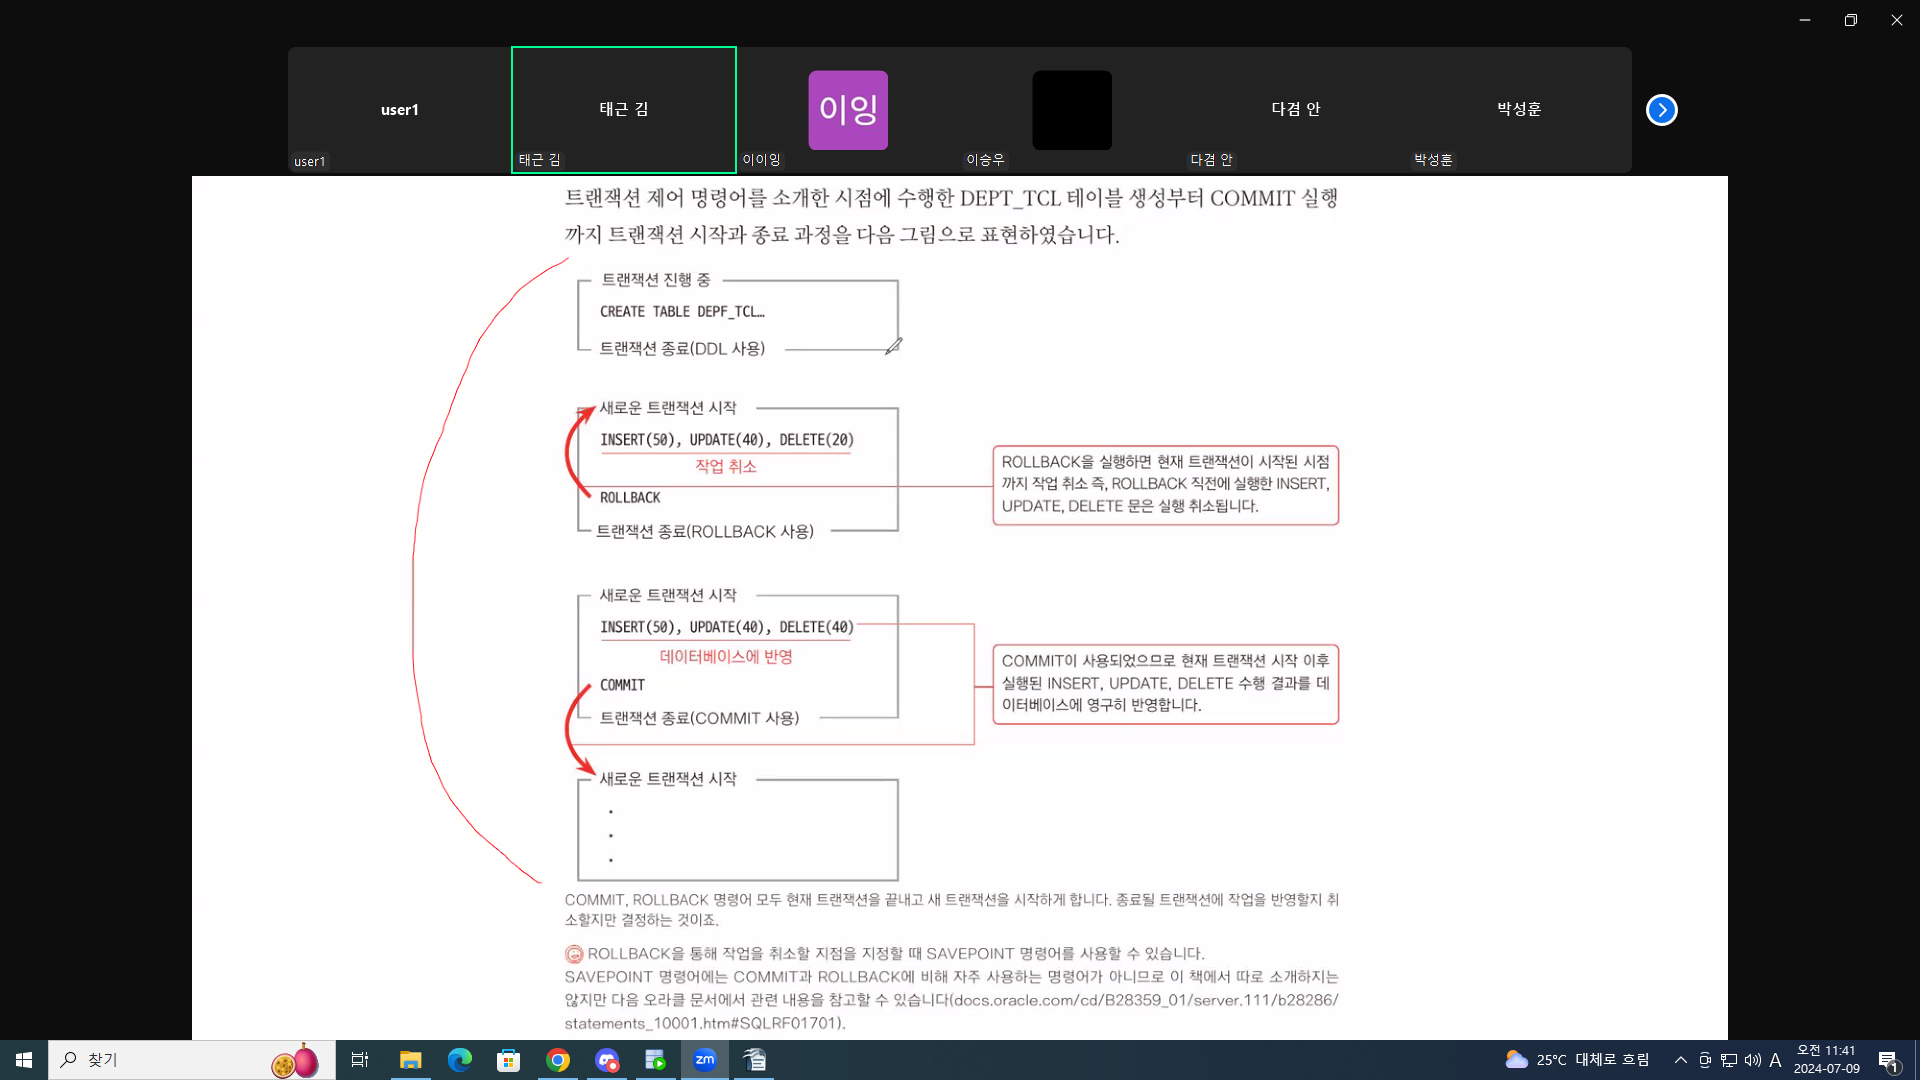 user1
태근 김
이잉
다겸 안
박성훈
user1
태근 김
이이잉
이승우
다겸 안
박성훈
트랜잭션 제어 명령어를 소개한 시점에 수행한 DEPT_TCL 테이블 생성부터 COMMIT 실행
까지 트랜잭션 시작과 종료 과정을 다음 그림으로 표현하였습니다.
트랜잭션 진행 중
CREATE TABLE DEPF_TCL…
트랜잭션 종료(DDL 사용)
새로운 트랜잭션 시작
INSERT(50), UPDATE(40), DELETE(20)
작업 취소
ROLLBACK
트랜잭션 종료(ROLLBACK 사용)
ROLLBACK을 실행하면 현재 트랜잭션이 시작된 시점
까지 작업 취소 즉, ROLLBACK 직전에 실행한 INSERT,
UPDATE, DELETE 문은 실행 취소됩니다.
새로운 트랜잭션 시작
INSERT(50), UPDATE(40), DELETE(40)
데이터베이스에 반영
COMMIT
트랜잭션 종료(COMMIT 사용)
COMMIT이 사용되었으므로 현재 트랜잭션 시작 이후
실행된 INSERT, UPDATE, DELETE 수행 결과를 데
이터베이스에 영구히 반영합니다.
새로운 트랜잭션 시작
COMMIT, ROLLBACK 명령어 모두 현재 트랜잭션을 끝내고 새 트랜잭션을 시작하게 합니다. 종료될 트랜잭션에 작업을 반영할지 취
소할지만 결정하는 것이죠.
ROLLBACK을 통해 작업을 취소할 지점을 지정할 때 SAVEPOINT 명령어를 사용할 수 있습니다.
SAVEPOINT 명령어에는 COMMIT과 ROLLBACK에 비해 자주 사용하는 명령어가 아니므로 이 책에서 따로 소개하지는
않지만 다음 오라클 문서에서 관련 내용을 참고할 수 있습니다(docs.oracle.com/cd/B28359_01/server.111/b28286/
statements_10001.htm#SQLRF01701).
찾기
zm
25°C 대체로 흐림
A
오전 11:41
2024-07-09
1